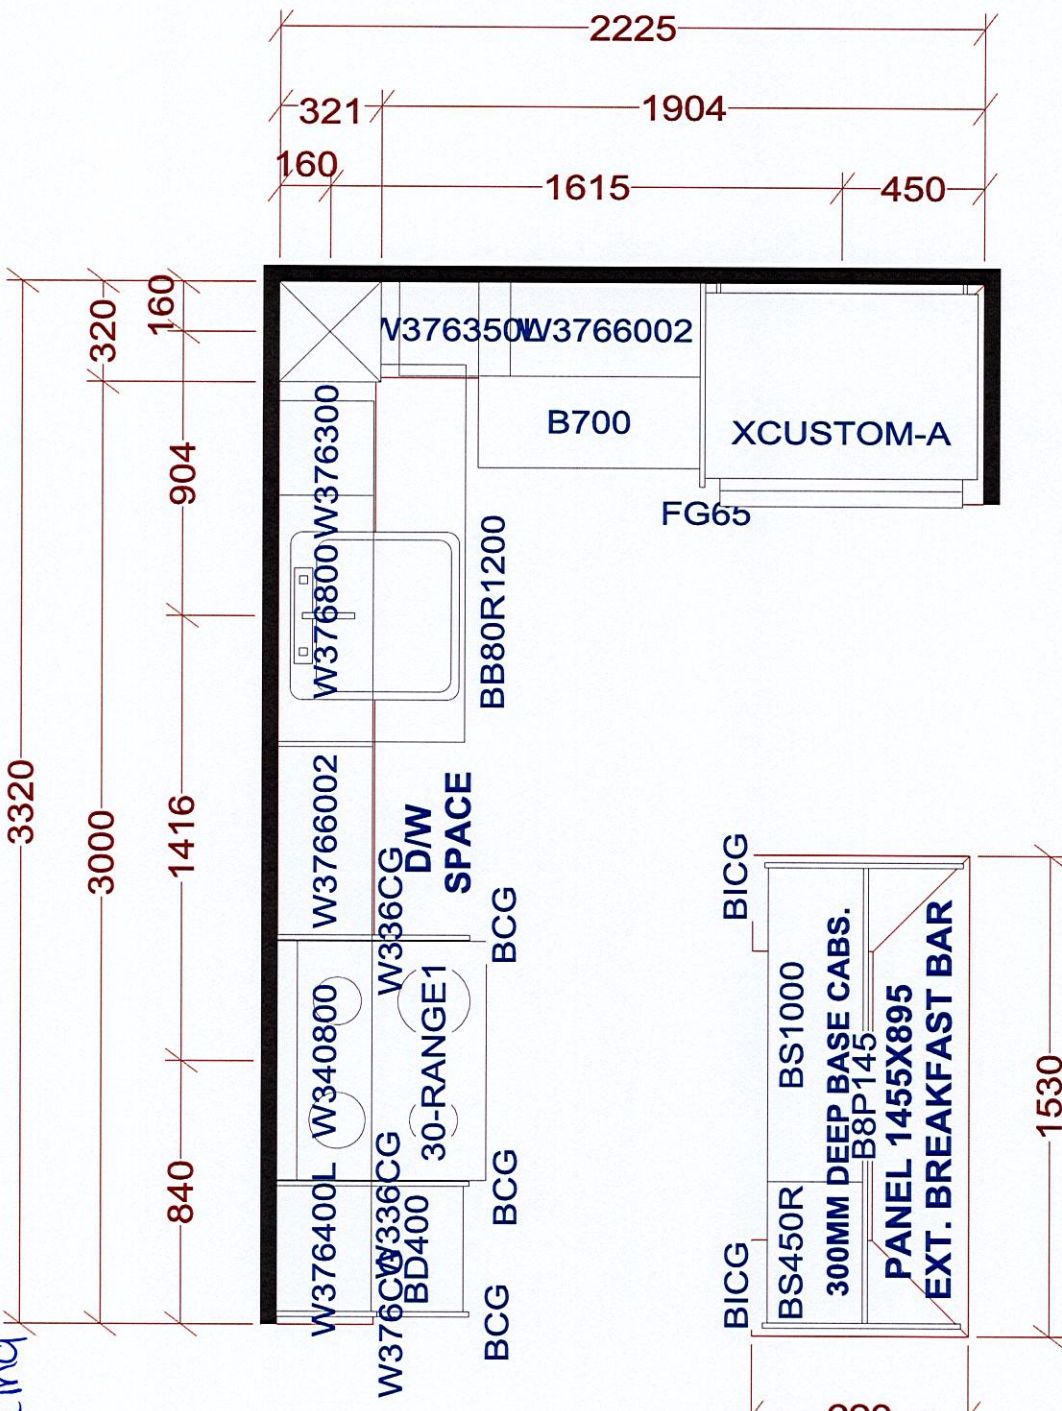 2225
321
1904
160
1615
450
160
320
904
3320
3000
1416
840
W376350L
W3766002
B700
XCUSTOM-A
FG65
W376300
W376800
BB80R1200
W3766002
D/W
SPACE
W336CG
BCG
W340800
30-RANGE1
W376400L
W336CG
W376CG
BD400
BCG
BCG
BICG
BS1000
300MM DEEP BASE CABS.
B8P145
PANEL 1455X895
EXT. BREAKFAST BAR
BICG
BS450R
1530